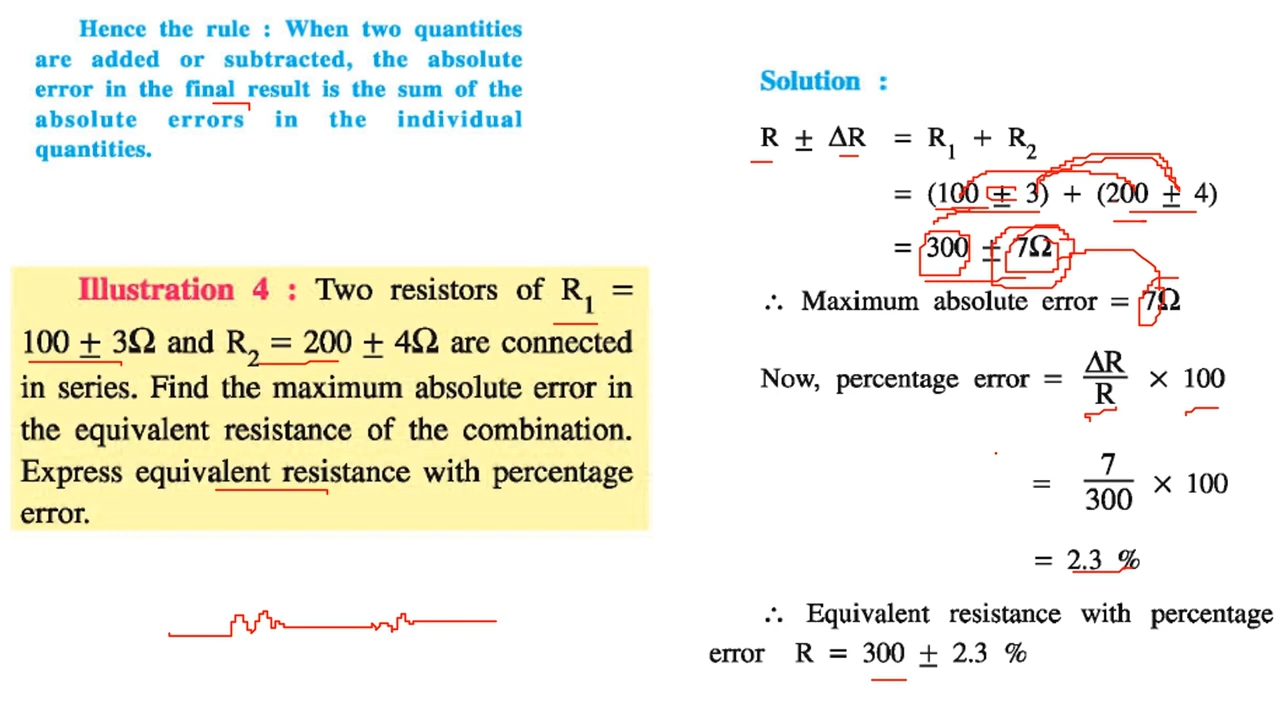 Hence the rule : When two quantities
are added or subtracted, the absolute
error in the final result is the sum of the
absolute errors in the individual
quantities.
Illustration 4 : Two resistors of R₁ =
100 ± 3Ω and R₂ = 200 ± 4Ω are connected
in series. Find the maximum absolute error in
the equivalent resistance of the combination.
Express equivalent resistance with percentage
error.
Solution :
R ± ΔR = R₁ + R₂
= (100 ± 3) + (200 ± 4)
= 300 ± 7Ω
∴ Maximum absolute error = 7Ω
Now, percentage error = ΔR/R × 100
= 7/300 × 100
= 2.3 %
∴ Equivalent resistance with percentage
error R = 300 ± 2.3 %